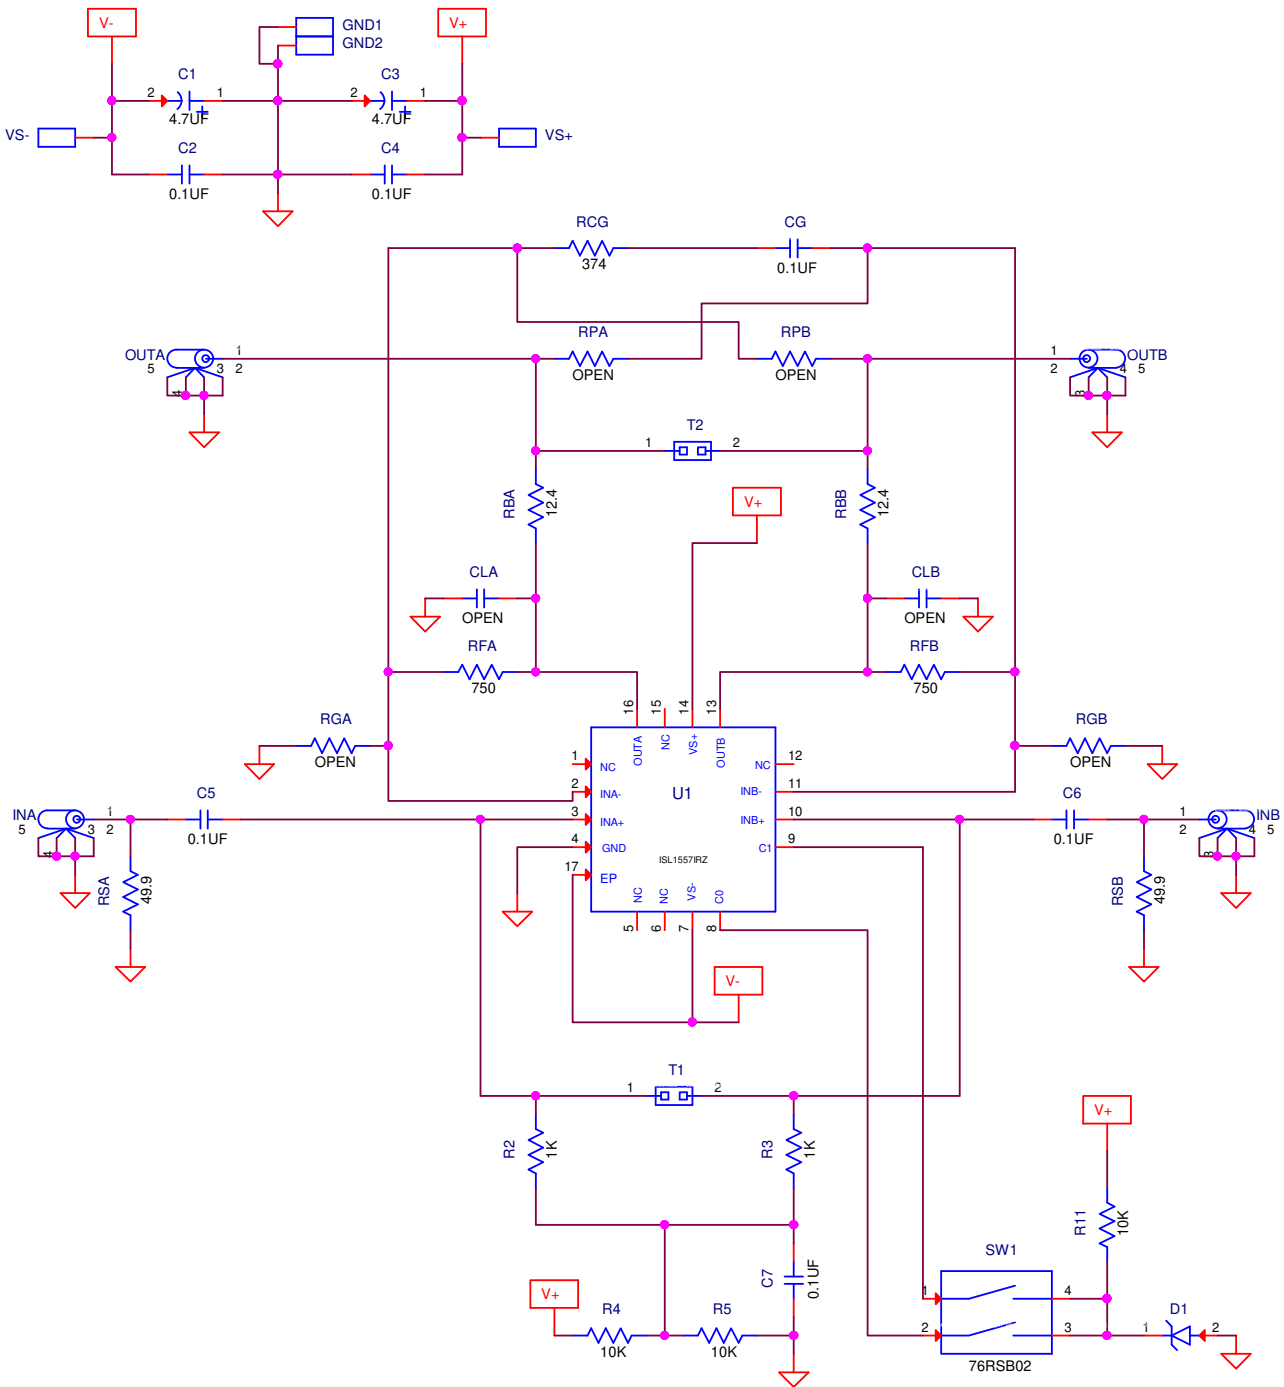 V-
GND1
V+
GND2
C1
C3
2
1
2
1
4.7UF
4.7UF
VS-
VS+
C2
C4
0.1UF
0.1UF
RCG
CG
374
0.1UF
RPA
RPB
OUTA
1
5
3
2
4
OPEN
OPEN
1
OUTB
2
4
5
3
T2
1
2
RBA
12.4
RBB
12.4
V+
CLA
CLB
OPEN
OPEN
RFA
RFB
750
750
16
15
14
13
RGA
RGB
OPEN
OPEN
OUTA
NC
VS+
OUTB
1
NC
NC
12
2
INA-
U1
INB-
11
3
INA+
INB+
10
4
GND
C1
9
ISL1557IRZ
17
EP
NC
NC
VS-
C0
5
6
7
8
INA
1
5
3
2
4
C5
0.1UF
C6
0.1UF
1
INB
2
4
5
3
RSA
49.9
RSB
49.9
V-
T1
1
2
R2
1K
R3
1K
V+
R11
10K
C7
0.1UF
V+
R4
R5
10K
10K
SW1
1
4
2
3
76RSB02
D1
1
2